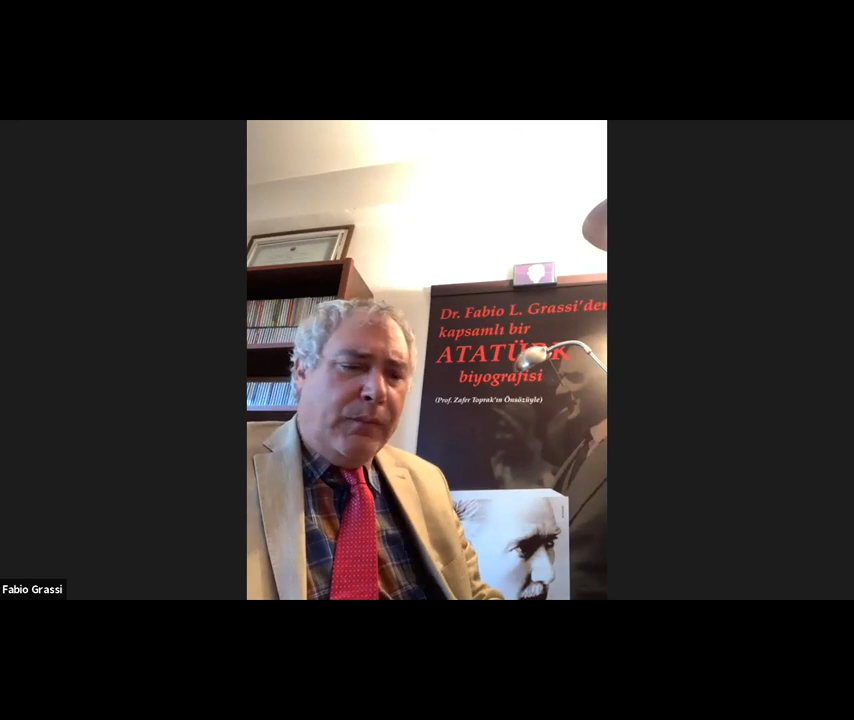 Dr. Fabio L. Grassi'den
kapsamlı bir
ATATÜRK
biyografisi
(Prof. Zafer Toprak'ın Önsözüyle)
Fabio Grassi